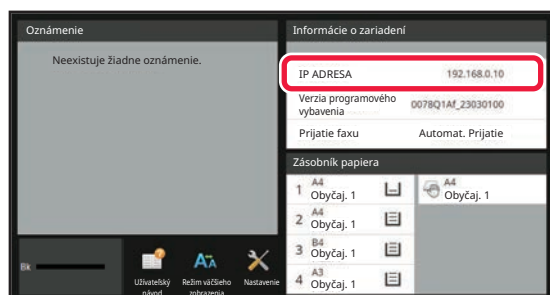 Oznámenie
Neexistuje žiadne oznámenie.
Informácie o zariadení
IP ADRESA 192.168.0.10
Verzia programového
vybavenia
0078Q1Af_23030100
Prijatie faxu Automat. Prijatie
Zásobník papiera
1 A4
Obyčaj. 1
A4
Obyčaj. 1
2 A4
Obyčaj. 1
3 B4
Obyčaj. 1
4 A3
Obyčaj. 1
Bk
Užívateľský
návod
Režim väčšieho
zobrazenia
Nastavenie